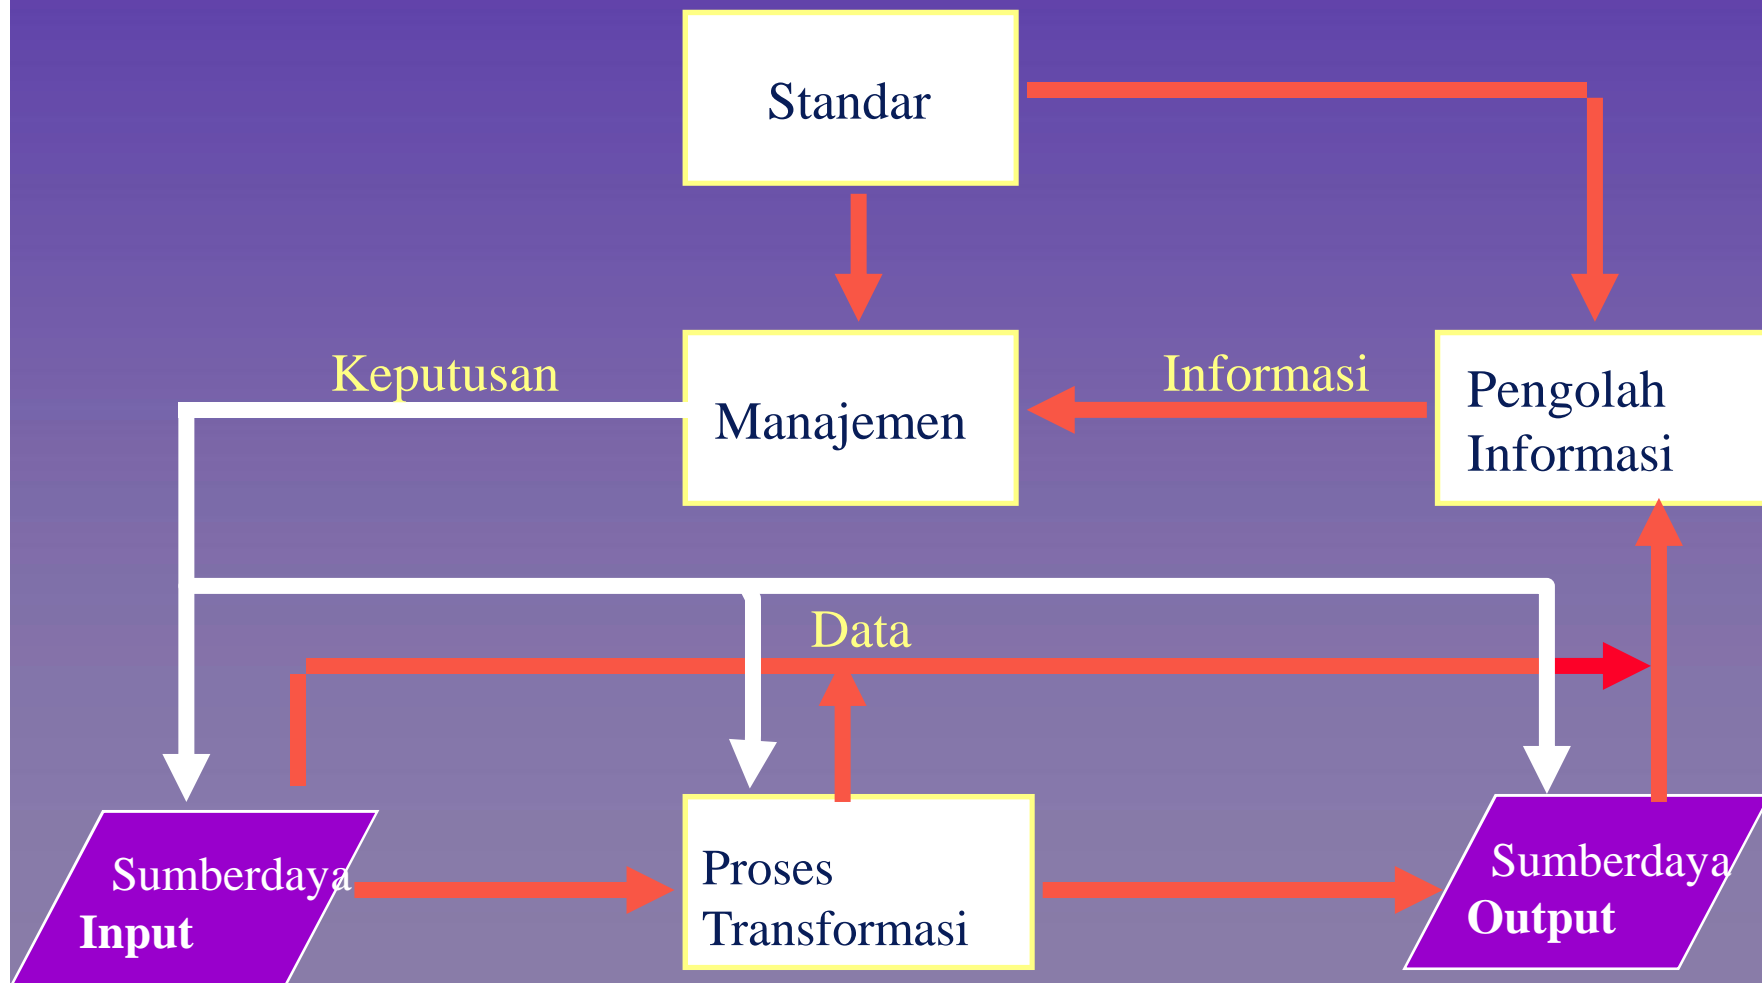 Standar
Keputusan
Manajemen
Informasi
Pengolah
Informasi
Data
Sumberdaya
Input
Proses
Transformasi
Sumberdaya
Output